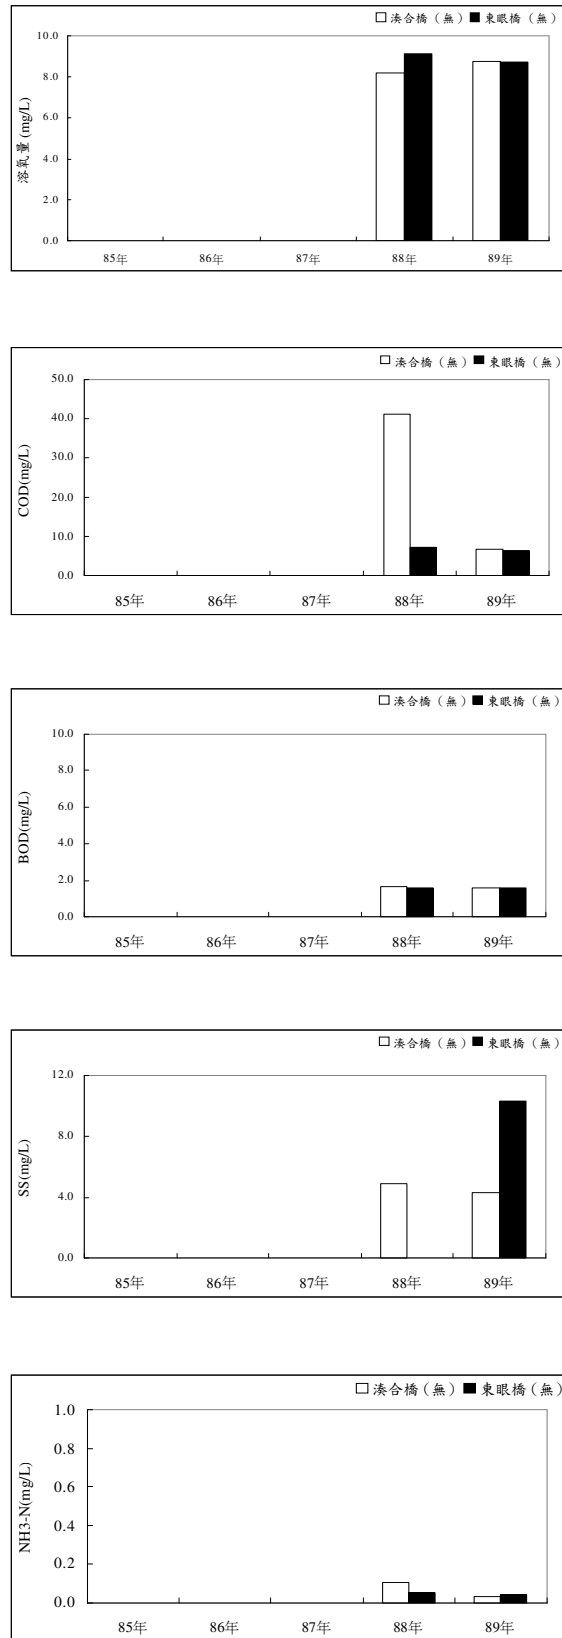 □湊合橋（無）■東眼橋（無）
溶氧量(mg/L)
10.0
8.0
6.0
4.0
2.0
0.0
85年 86年 87年 88年 89年
□湊合橋（無）■東眼橋（無）
COD(mg/L)
50.0
40.0
30.0
20.0
10.0
0.0
85年 86年 87年 88年 89年
□湊合橋（無）■東眼橋（無）
BOD(mg/L)
10.0
8.0
6.0
4.0
2.0
0.0
85年 86年 87年 88年 89年
□湊合橋（無）■東眼橋（無）
SS(mg/L)
12.0
8.0
4.0
0.0
85年 86年 87年 88年 89年
□湊合橋（無）■東眼橋（無）
NH3-N(mg/L)
1.0
0.8
0.6
0.4
0.2
0.0
85年 86年 87年 88年 89年